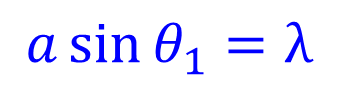 a sin θ₁ = λ